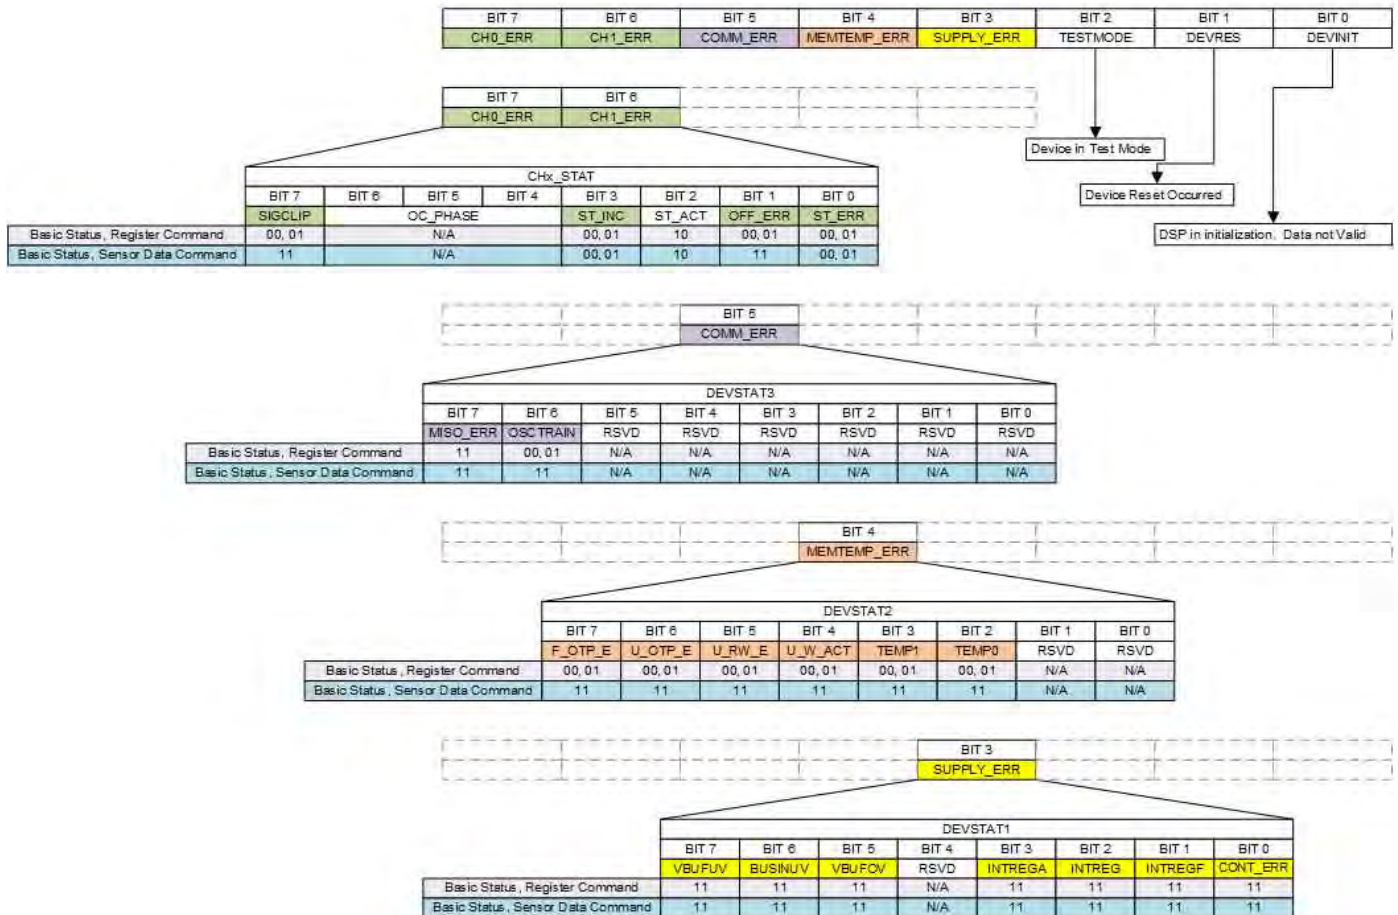 BIT 7 BIT 6 BIT 5 BIT 4 BIT 3 BIT 2 BIT 1 BIT 0
CH0_ERR CH1_ERR COMM_ERR MEMTEMP_ERR SUPPLY_ERR TESTMODE DEVRES DEVINIT
BIT 7 BIT 6
CH0_ERR CH1_ERR
Device in Test Mode
Device Reset Occurred
DSP in initialization. Data not Valid
CHx_STAT
BIT 7 BIT 6 BIT 5 BIT 4 BIT 3 BIT 2 BIT 1 BIT 0
SIGCLIP OC_PHASE ST_INC ST_ACT OFF_ERR ST_ERR
Basic Status, Register Command 00, 01 N/A 00, 01 10 00, 01 00, 01
Basic Status, Sensor Data Command 11 N/A 00, 01 10 11 00, 01
BIT 5
COMM_ERR
DEVSTAT3
BIT 7 BIT 6 BIT 5 BIT 4 BIT 3 BIT 2 BIT 1 BIT 0
MISO_ERR OSCTRAIN RSVD RSVD RSVD RSVD RSVD RSVD
Basic Status, Register Command 11 00, 01 N/A N/A N/A N/A N/A N/A
Basic Status, Sensor Data Command 11 11 N/A N/A N/A N/A N/A N/A
BIT 4
MEMTEMP_ERR
DEVSTAT2
BIT 7 BIT 6 BIT 5 BIT 4 BIT 3 BIT 2 BIT 1 BIT 0
F_OTP_E U_OTP_E U_RW_E U_W_ACT TEMP1 TEMP0 RSVD RSVD
Basic Status, Register Command 00, 01 00, 01 00, 01 00, 01 00, 01 00, 01 N/A N/A
Basic Status, Sensor Data Command 11 11 11 11 11 11 N/A N/A
BIT 3
SUPPLY_ERR
DEVSTAT1
BIT 7 BIT 6 BIT 5 BIT 4 BIT 3 BIT 2 BIT 1 BIT 0
VBUFUV BUSINUV VBUFOV RSVD INTREGA INTREG INTREGF CONT_ERR
Basic Status, Register Command 11 11 11 N/A 11 11 11 11
Basic Status, Sensor Data Command 11 11 11 N/A 11 11 11 11